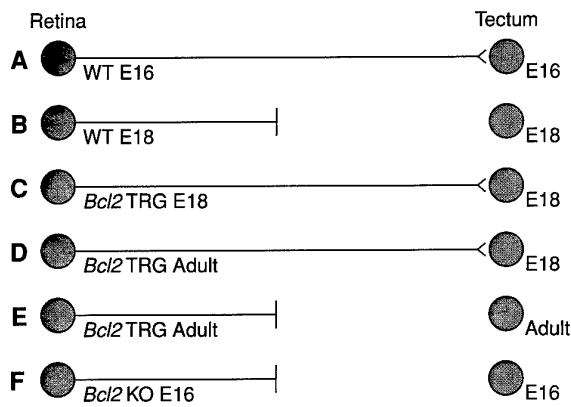 Retina Tectum
A WT E16 E16
B WT E18 E18
C Bcl2 TRG E18 E18
D Bcl2 TRG Adult E18
E Bcl2 TRG Adult Adult
F Bcl2 KO E16 E16